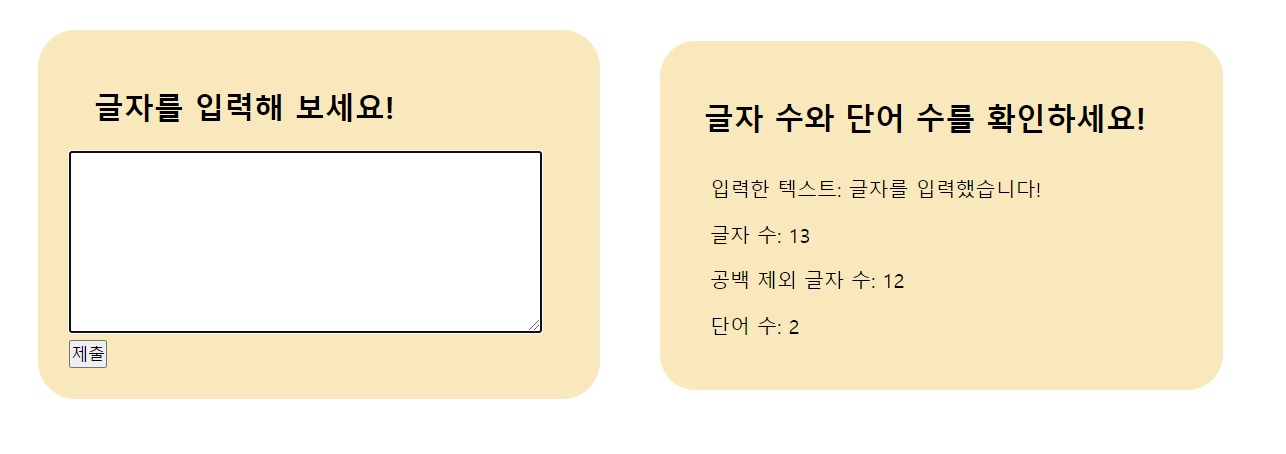 글자를 입력해 보세요!
제출
글자 수와 단어 수를 확인하세요!
입력한 텍스트: 글자를 입력했습니다!
글자 수: 13
공백 제외 글자 수: 12
단어 수: 2